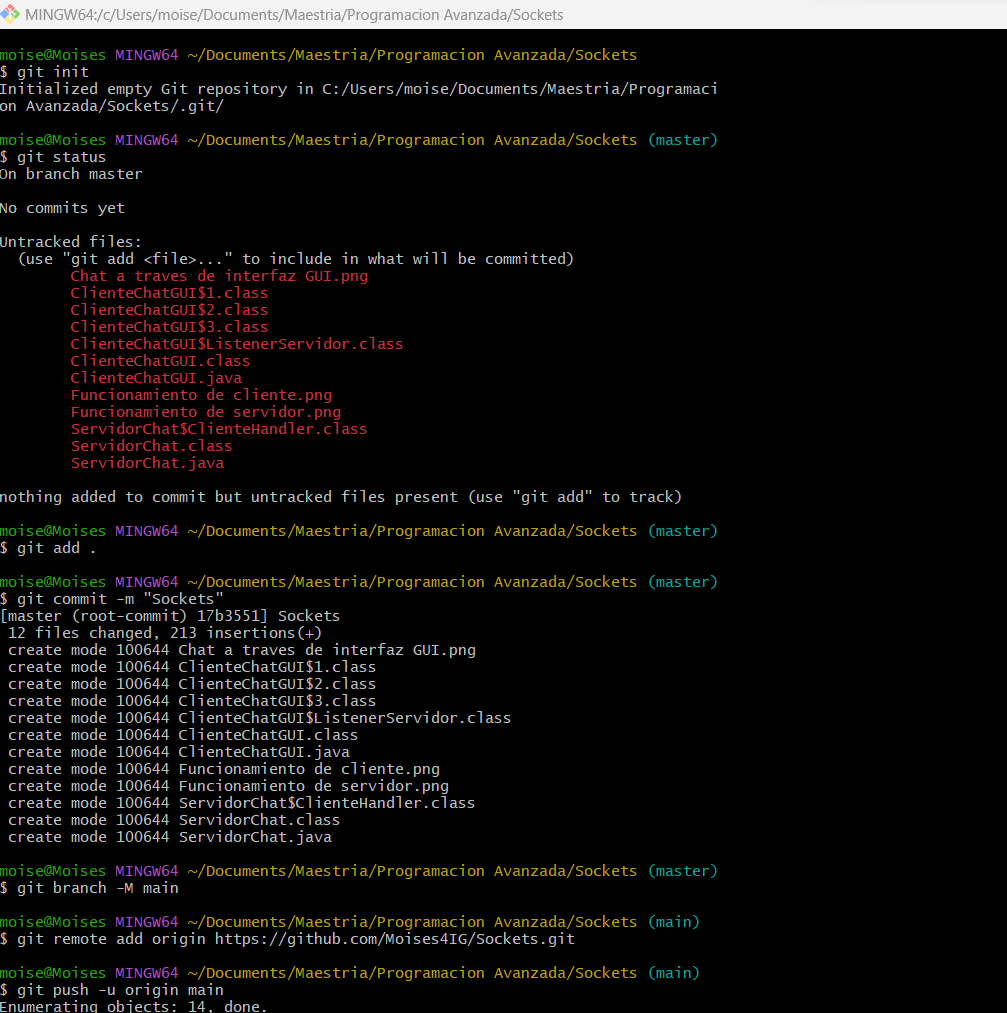 MINGW64:/c/Users/moise/Documents/Maestria/Programacion Avanzada/Sockets
moise@Moises MINGW64 ~/Documents/Maestria/Programacion Avanzada/Sockets
$ git init
Initialized empty Git repository in C:/Users/moise/Documents/Maestria/Programaci
on Avanzada/Sockets/.git/
moise@Moises MINGW64 ~/Documents/Maestria/Programacion Avanzada/Sockets (master)
$ git status
On branch master
No commits yet
Untracked files:
  (use "git add <file>..." to include in what will be committed)
        Chat a traves de interfaz GUI.png
        ClienteChatGUI$1.class
        ClienteChatGUI$2.class
        ClienteChatGUI$3.class
        ClienteChatGUI$ListenerServidor.class
        ClienteChatGUI.class
        ClienteChatGUI.java
        Funcionamiento de cliente.png
        Funcionamiento de servidor.png
        ServidorChat$ClienteHandler.class
        ServidorChat.class
        ServidorChat.java
nothing added to commit but untracked files present (use "git add" to track)
moise@Moises MINGW64 ~/Documents/Maestria/Programacion Avanzada/Sockets (master)
$ git add .
moise@Moises MINGW64 ~/Documents/Maestria/Programacion Avanzada/Sockets (master)
$ git commit -m "Sockets"
[master (root-commit) 17b3551] Sockets
 12 files changed, 213 insertions(+)
 create mode 100644 Chat a traves de interfaz GUI.png
 create mode 100644 ClienteChatGUI$1.class
 create mode 100644 ClienteChatGUI$2.class
 create mode 100644 ClienteChatGUI$3.class
 create mode 100644 ClienteChatGUI$ListenerServidor.class
 create mode 100644 ClienteChatGUI.class
 create mode 100644 ClienteChatGUI.java
 create mode 100644 Funcionamiento de cliente.png
 create mode 100644 Funcionamiento de servidor.png
 create mode 100644 ServidorChat$ClienteHandler.class
 create mode 100644 ServidorChat.class
 create mode 100644 ServidorChat.java
moise@Moises MINGW64 ~/Documents/Maestria/Programacion Avanzada/Sockets (master)
$ git branch -M main
moise@Moises MINGW64 ~/Documents/Maestria/Programacion Avanzada/Sockets (main)
$ git remote add origin https://github.com/Moises4IG/Sockets.git
moise@Moises MINGW64 ~/Documents/Maestria/Programacion Avanzada/Sockets (main)
$ git push -u origin main
Enumerating objects: 14, done.